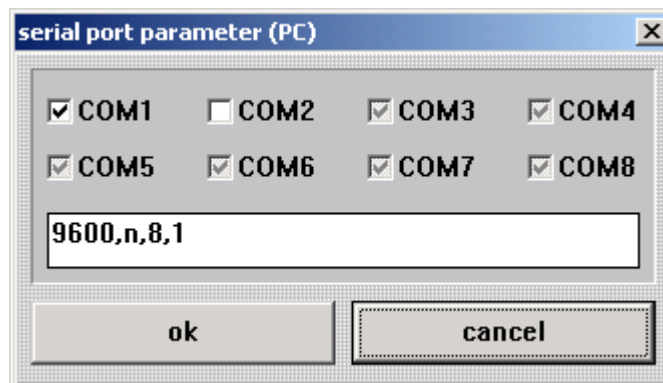 serial port parameter (PC)
COM1 COM2 COM3 COM4
COM5 COM6 COM7 COM8
9600,n,8,1
ok cancel